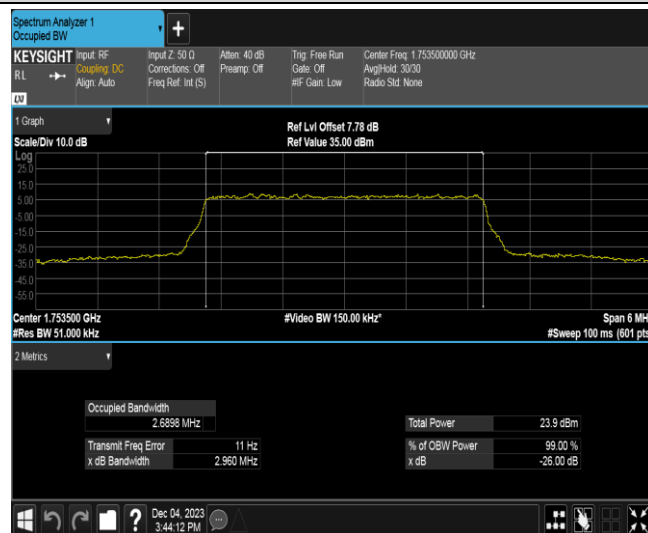 Spectrum Analyzer 1
Occupied BW
+
KEYSIGHT Input: RF Input Z: 50 Ω Atten: 40 dB Trig: Free Run Center Freq: 1.753500000 GHz
RL Coupling: DC Corrections: Off Preamp: Off Gate: Off Avg|Hold: 30/30
Align: Auto Freq Ref: Int (S) #IF Gain: Low Radio Std: None
LXI
1 Graph
Ref Lvl Offset 7.78 dB
Scale/Div 10.0 dB Ref Value 35.00 dBm
Log
25.0
15.0
5.00
-5.00
-15.0
-25.0
-35.0
-45.0
-55.0
Center 1.753500 GHz #Video BW 150.00 kHz* Span 6 MH
#Res BW 51.000 kHz #Sweep 100 ms (601 pts
2 Metrics
Occupied Bandwidth
2.6898 MHz Total Power 23.9 dBm
Transmit Freq Error 11 Hz % of OBW Power 99.00 %
x dB Bandwidth 2.960 MHz x dB -26.00 dB
? Dec 04, 2023
3:44:12 PM